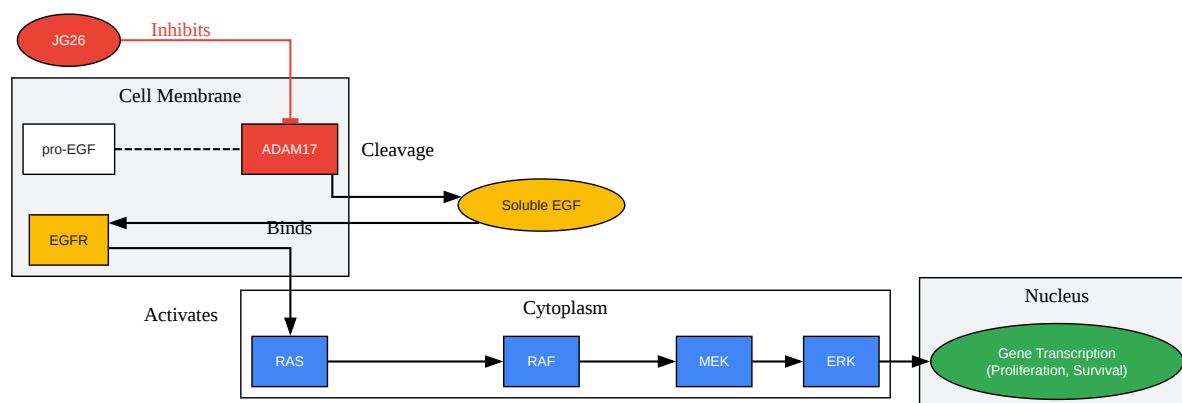 JG26
Inhibits
Cell Membrane
pro-EGF
ADAM17
Cleavage
Soluble EGF
EGFR
Binds
Activates
Cytoplasm
RAS
RAF
MEK
ERK
Nucleus
Gene Transcription
(Proliferation, Survival)